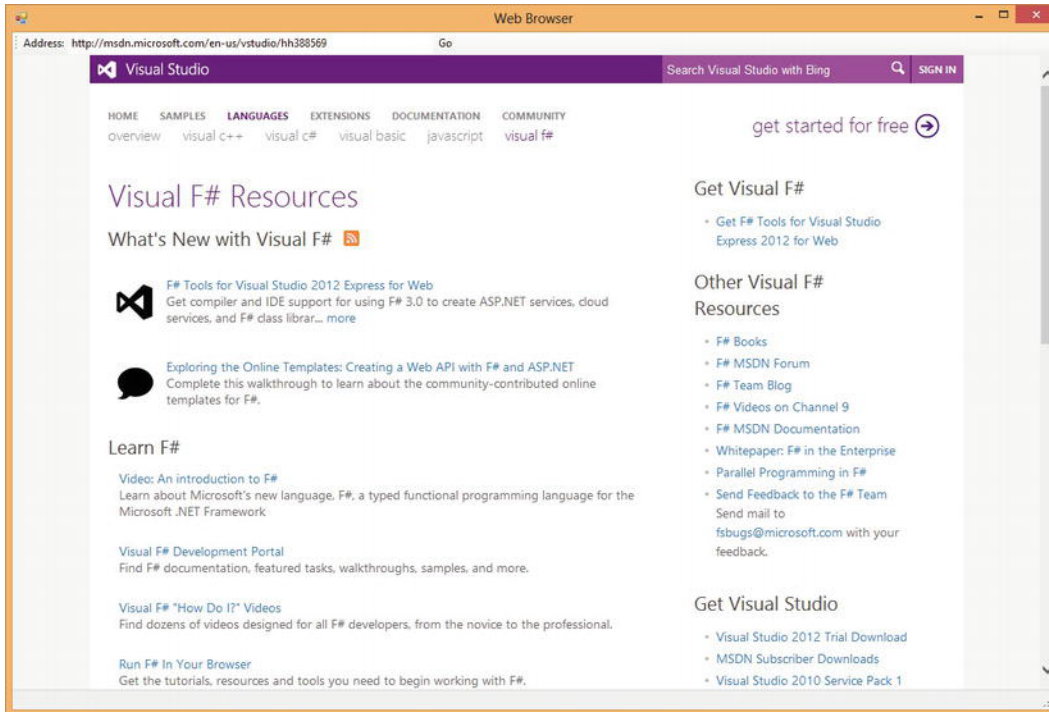 Web Browser
Address: http://msdn.microsoft.com/en-us/vstudio/hh388569 Go
Visual Studio
Search Visual Studio with Bing
SIGN IN
HOME SAMPLES LANGUAGES EXTENSIONS DOCUMENTATION COMMUNITY
overview visual c++ visual c# visual basic javascript visual f#
get started for free
Visual F# Resources
What's New with Visual F#
F# Tools for Visual Studio 2012 Express for Web
Get compiler and IDE support for using F# 3.0 to create ASP.NET services, cloud
services, and F# class librar... more
Exploring the Online Templates: Creating a Web API with F# and ASP.NET
Complete this walkthrough to learn about the community-contributed online
templates for F#.
Learn F#
Video: An introduction to F#
Learn about Microsoft's new language, F#, a typed functional programming language for the
Microsoft .NET Framework
Visual F# Development Portal
Find F# documentation, featured tasks, walkthroughs, samples, and more.
Visual F# "How Do I?" Videos
Find dozens of videos designed for all F# developers, from the novice to the professional.
Run F# In Your Browser
Get the tutorials, resources and tools you need to begin working with F#.
Get Visual F#
Get F# Tools for Visual Studio
Express 2012 for Web
Other Visual F#
Resources
F# Books
F# MSDN Forum
F# Team Blog
F# Videos on Channel 9
F# MSDN Documentation
Whitepaper: F# in the Enterprise
Parallel Programming in F#
Send Feedback to the F# Team
Send mail to
fsbugs@microsoft.com with your
feedback.
Get Visual Studio
Visual Studio 2012 Trial Download
MSDN Subscriber Downloads
Visual Studio 2010 Service Pack 1